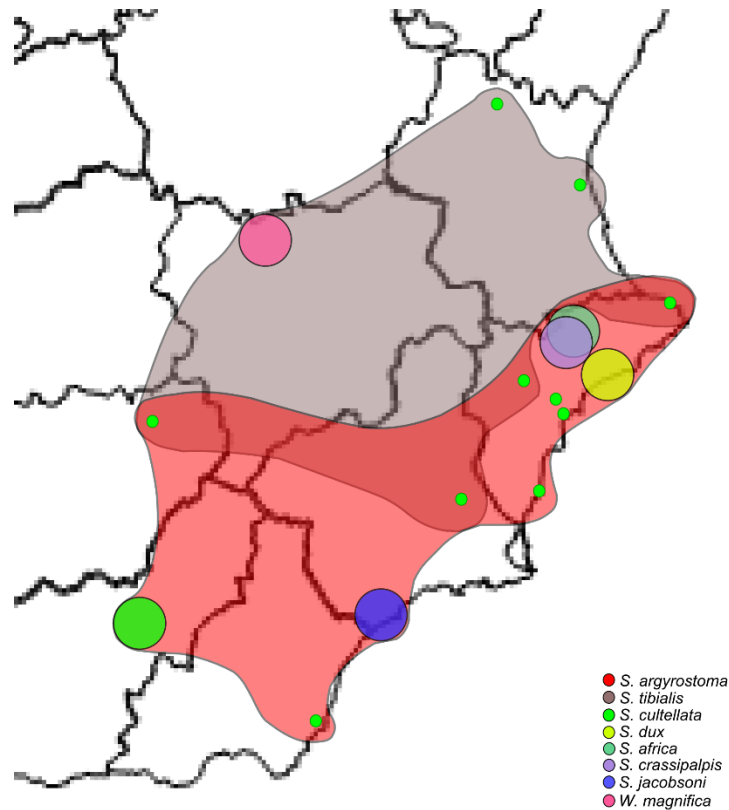 S. argyrostoma
S. tibialis
S. cultellata
S. dux
S. africa
S. crassipalpis
S. jacobsoni
W. magnifica